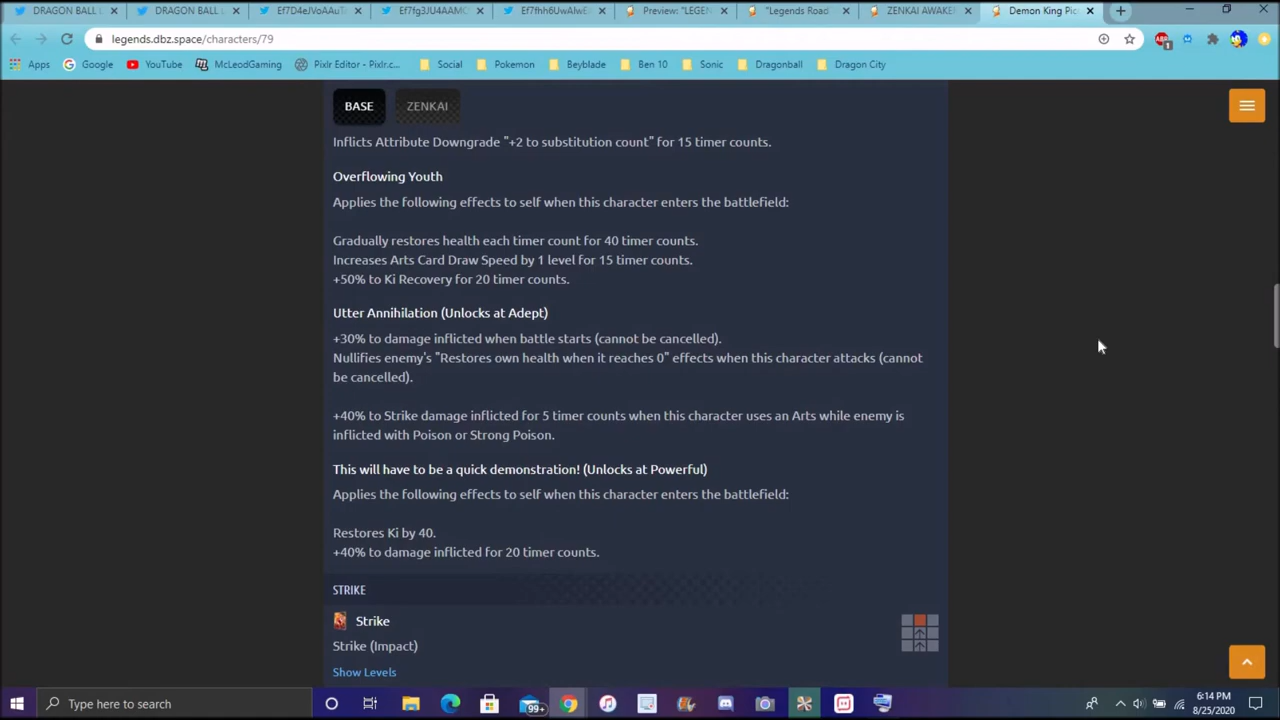 DRAGON BALL L
DRAGON BALL L
Ef7D4eJVoAAuTa
Ef7fg3JU4AAMO
Ef7fhh6UwAIwE
Preview: "LEGEN
"Legends Road
ZENKAI AWAKEN
Demon King Picc
legends.dbz.space/characters/79
Apps
Google
YouTube
McLeodGaming
Pixlr Editor - Pixlr.c...
Social
Pokemon
Beyblade
Ben 10
Sonic
Dragonball
Dragon City
BASE
ZENKAI
Inflicts Attribute Downgrade "+2 to substitution count" for 15 timer counts.
Overflowing Youth
Applies the following effects to self when this character enters the battlefield:
Gradually restores health each timer count for 40 timer counts.
Increases Arts Card Draw Speed by 1 level for 15 timer counts.
+50% to Ki Recovery for 20 timer counts.
Utter Annihilation (Unlocks at Adept)
+30% to damage inflicted when battle starts (cannot be cancelled).
Nullifies enemy's "Restores own health when it reaches 0" effects when this character attacks (cannot
be cancelled).
+40% to Strike damage inflicted for 5 timer counts when this character uses an Arts while enemy is
inflicted with Poison or Strong Poison.
This will have to be a quick demonstration! (Unlocks at Powerful)
Applies the following effects to self when this character enters the battlefield:
Restores Ki by 40.
+40% to damage inflicted for 20 timer counts.
STRIKE
Strike
Strike (Impact)
Show Levels
Type here to search
99+
6:14 PM
8/25/2020